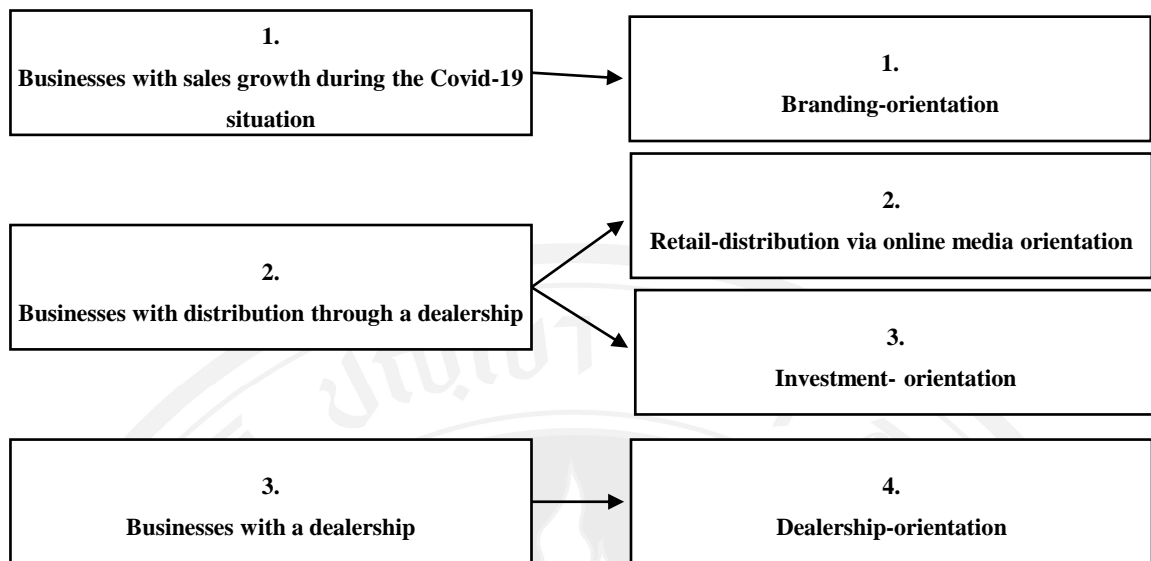 1.
Businesses with sales growth during the Covid-19
situation
1.
Branding-orientation
2.
Businesses with distribution through a dealership
2.
Retail-distribution via online media orientation
3.
Investment- orientation
3.
Businesses with a dealership
4.
Dealership-orientation